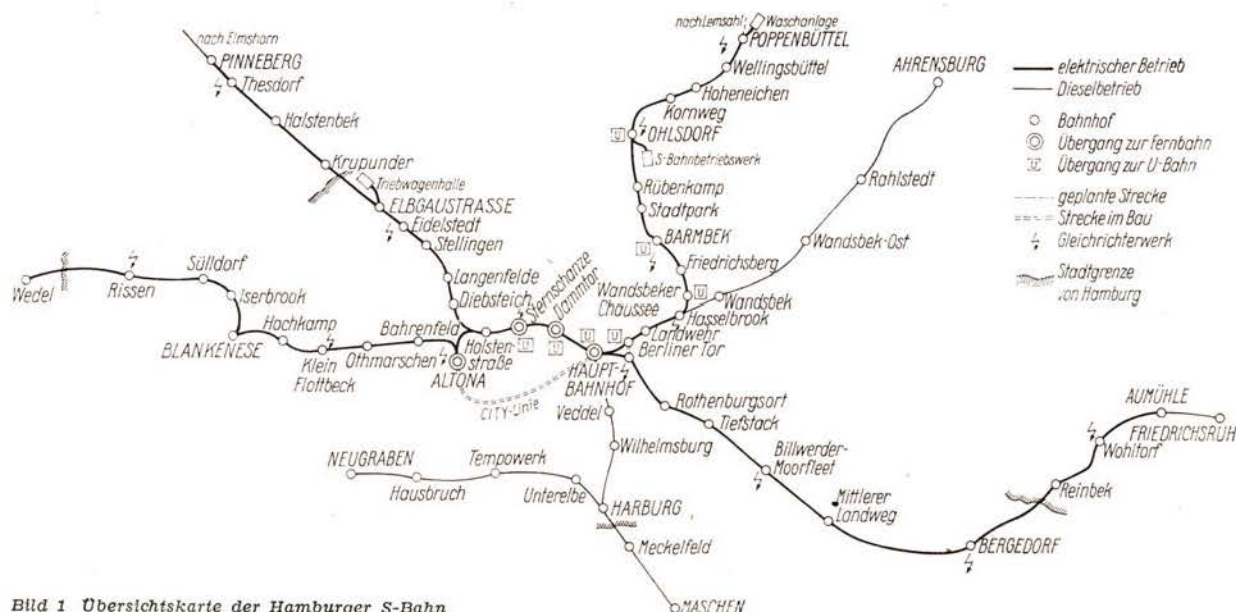 nach Elmshorn
PINNEBERG
Thesdorf
Halstenbek
Krupunder
Triebwagenhalle
ELBGAUSTRASSE
Eidelstedt
Stellingen
Langenfelde
Diebsteich
Wedel
Rissen
Sülldorf
Iserbrook
BLANKENESE
Hochkamp
Klein
Flottbeck
Othmarschen
Bahrenfeld
ALTONA
Holsten-
straße
Sternschanze
Dammtor
U
U
U
U
CITY-Linie
HAUPT-
BAHNHOF
nach Lemsahl
Waschanlage
POPPENBÜTTEL
Wellingsbüttel
Hoheneichen
Kornweg
U
OHLSDORF
S-Bahnbetriebswerk
Rübenkamp
Stadtpark
BARMBEK
U
Friedrichsberg
Wandsbeker
Chaussee
U
Hasselbrook
Landwehr
Berliner Tor
AHRENSBURG
Rahlstedt
Wandsbek-Ost
Wandsbek
Rothenburgsort
Tiefstack
Billwerder-
Moorfleet
Mittlerer
Landweg
BERGEDORF
Reinbek
Wohltorf
AUMÜHLE
FRIEDRICHSRUH
Veddel
Wilhelmsburg
NEUGRABEN
Hausbruch
Tempowerk
Unterelbe
HARBURG
Meckelfeld
MASCHEN
elektrischer Betrieb
Dieselbetrieb
Bahnhof
Übergang zur Fernbahn
U Übergang zur U-Bahn
geplante Strecke
Strecke im Bau
Gleichrichterwerk
Stadtgrenze
von Hamburg
Bild 1 Übersichtskarte der Hamburger S-Bahn